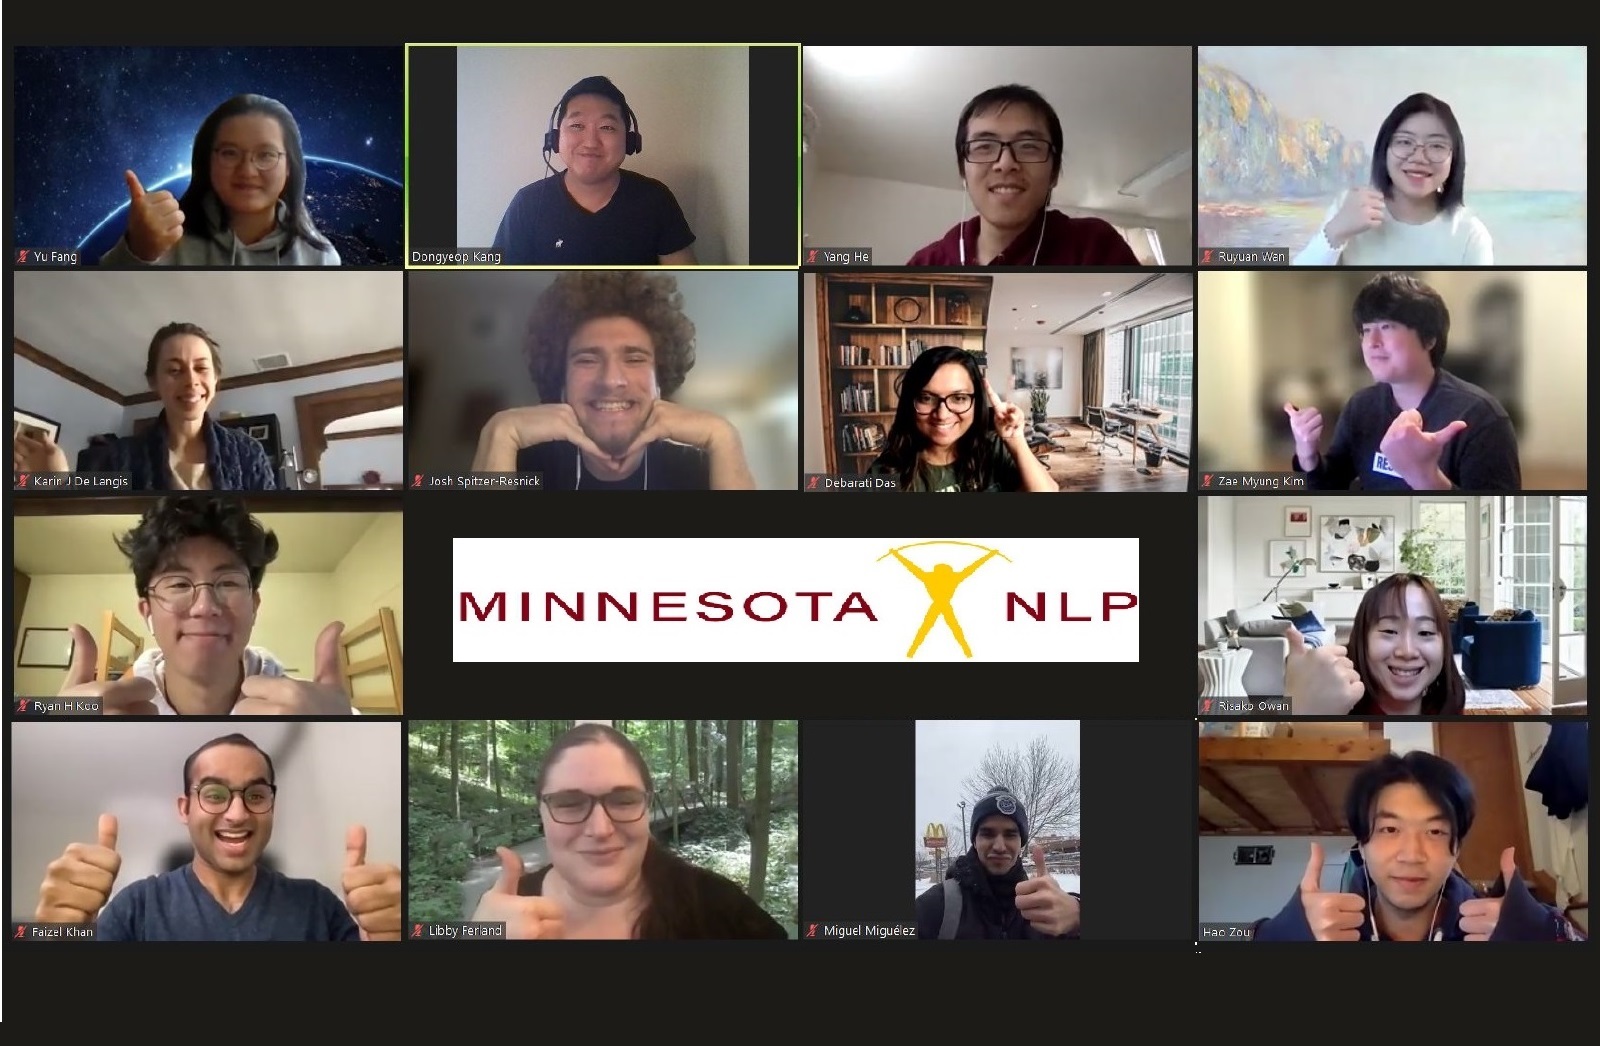 Yu Fang
Dongyeop Kang
Yang He
Ruyuan Wan
Karin J De Langis
Josh Spitzer-Resnick
Debarati Das
Zae Myung Kim
Ryan H Koo
MINNESOTA NLP
Risako Owan
Faizel Khan
Libby Ferland
Miguel Miguélez
Hao Zou